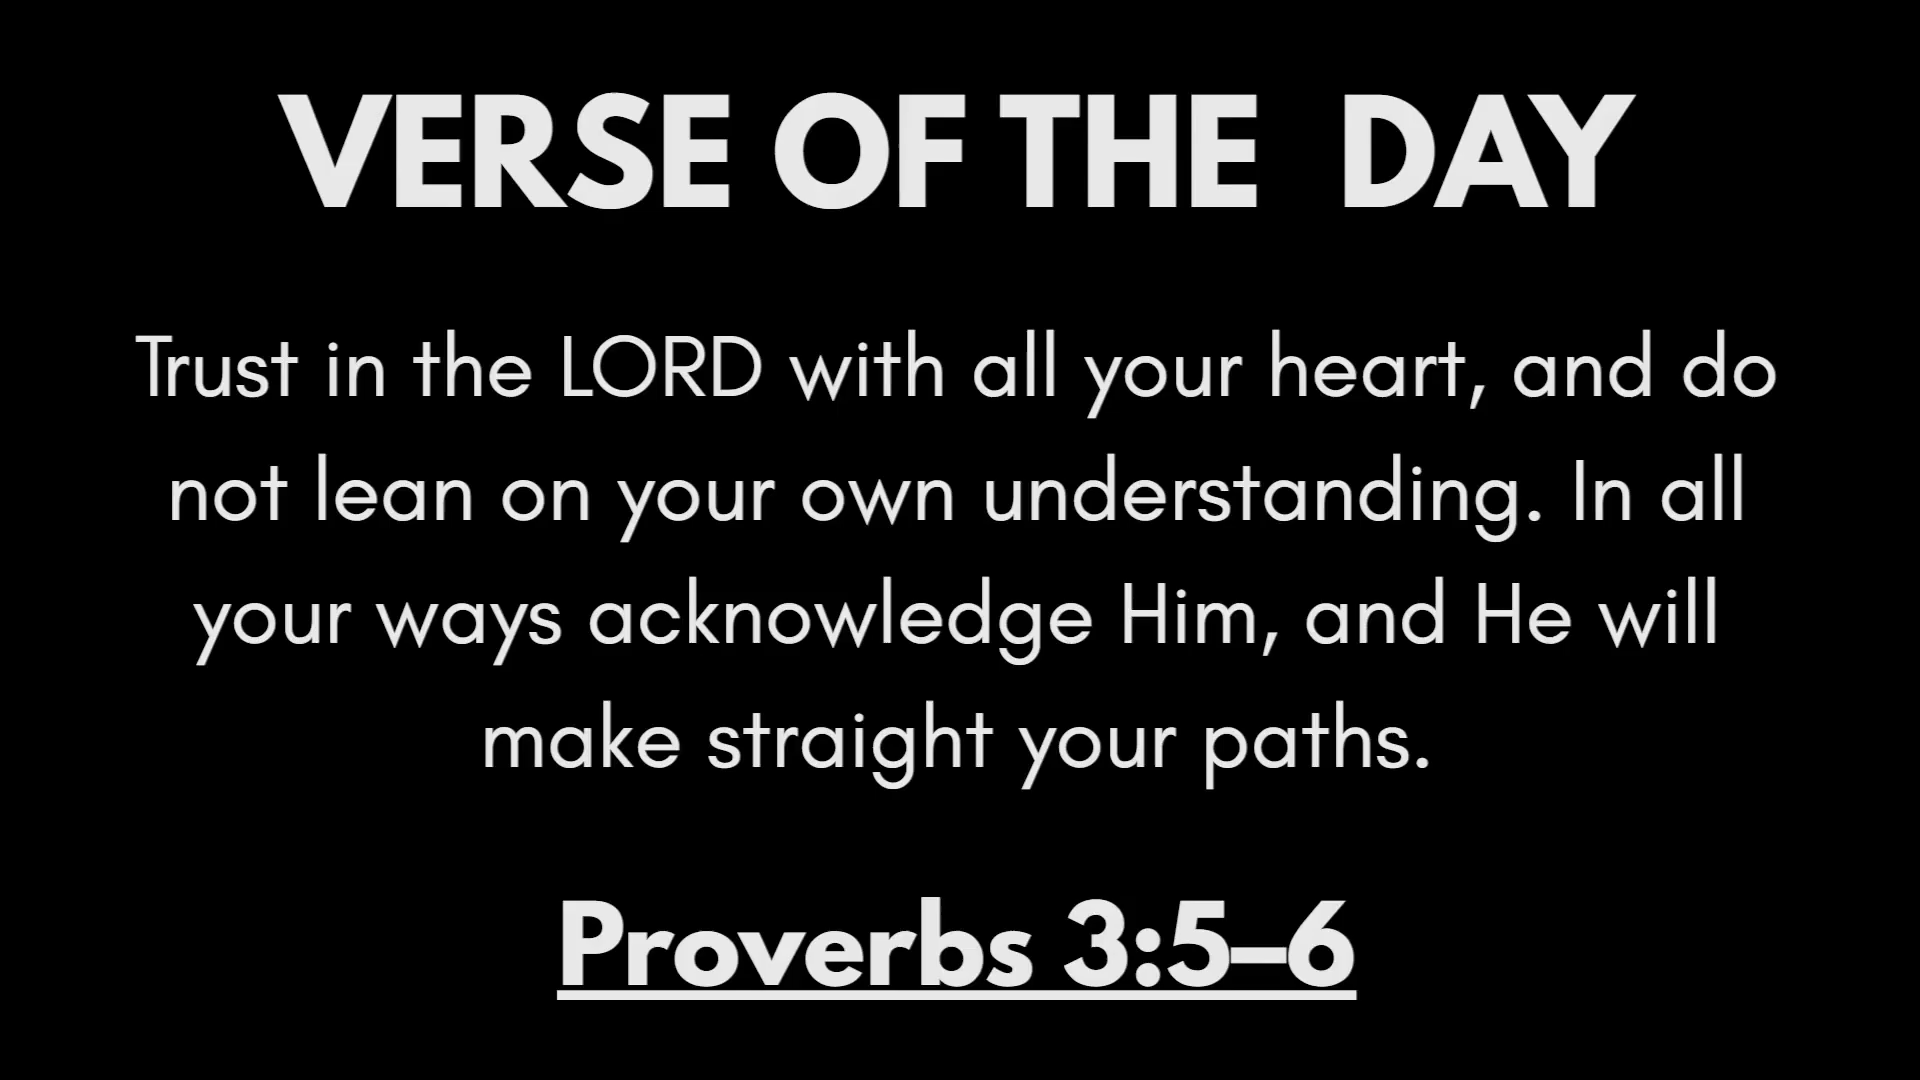 VERSE OF THE DAY
Trust in the LORD with all your heart, and do
not lean on your own understanding. In all
your ways acknowledge Him, and He will
make straight your paths.
Proverbs 3:5–6